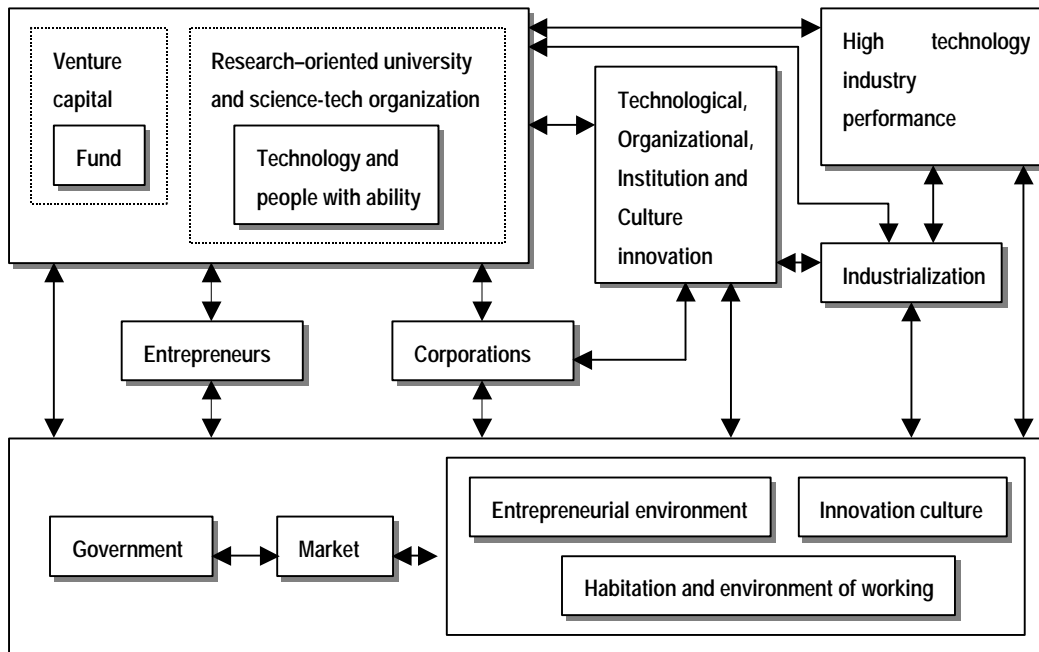 Venture
capital
Fund
Research–oriented university
and science-tech organization
Technology and
people with ability
Technological,
Organizational,
Institution and
Culture
innovation
High technology
industry
performance
Industrialization
Entrepreneurs
Corporations
Government
Market
Entrepreneurial environment
Innovation culture
Habitation and environment of working